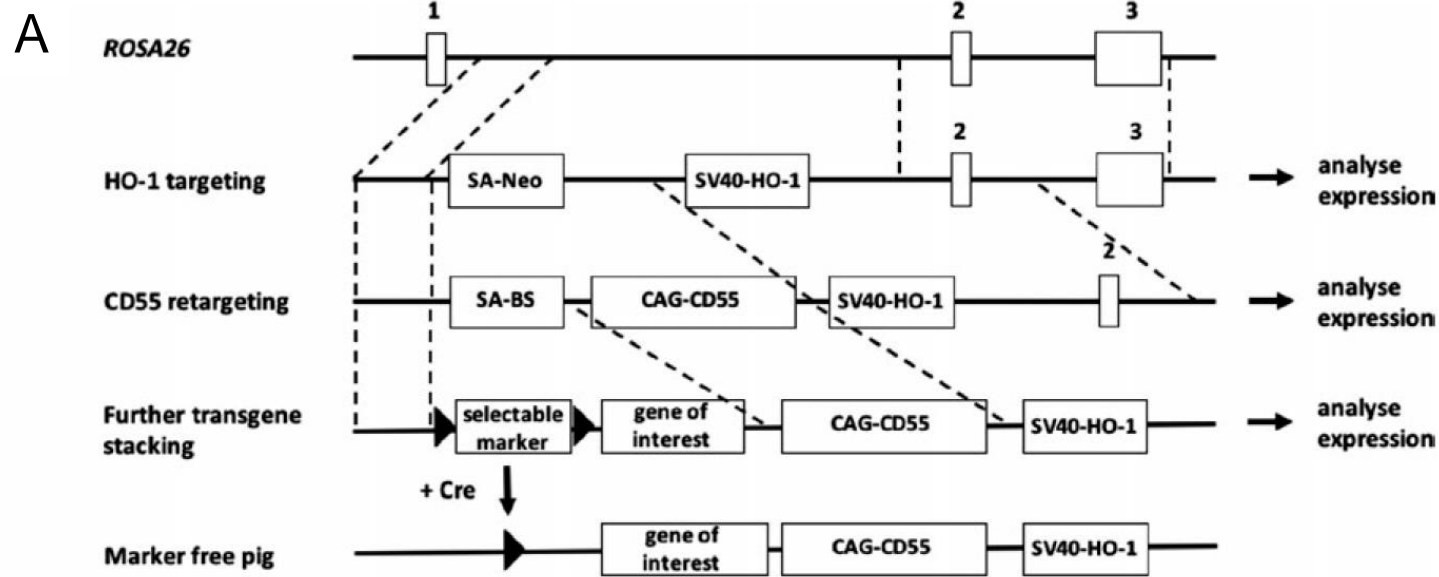 A
1 2 3
ROSA26
2 3
HO-1 targeting SA-Neo SV40-HO-1 analyse
expression
2
CD55 retargeting SA-BS CAG-CD55 SV40-HO-1 analyse
expression
Further transgene
stacking
selectable
marker
gene of
interest
CAG-CD55
SV40-HO-1
analyse
expression
+ Cre
Marker free pig
gene of
interest
CAG-CD55
SV40-HO-1